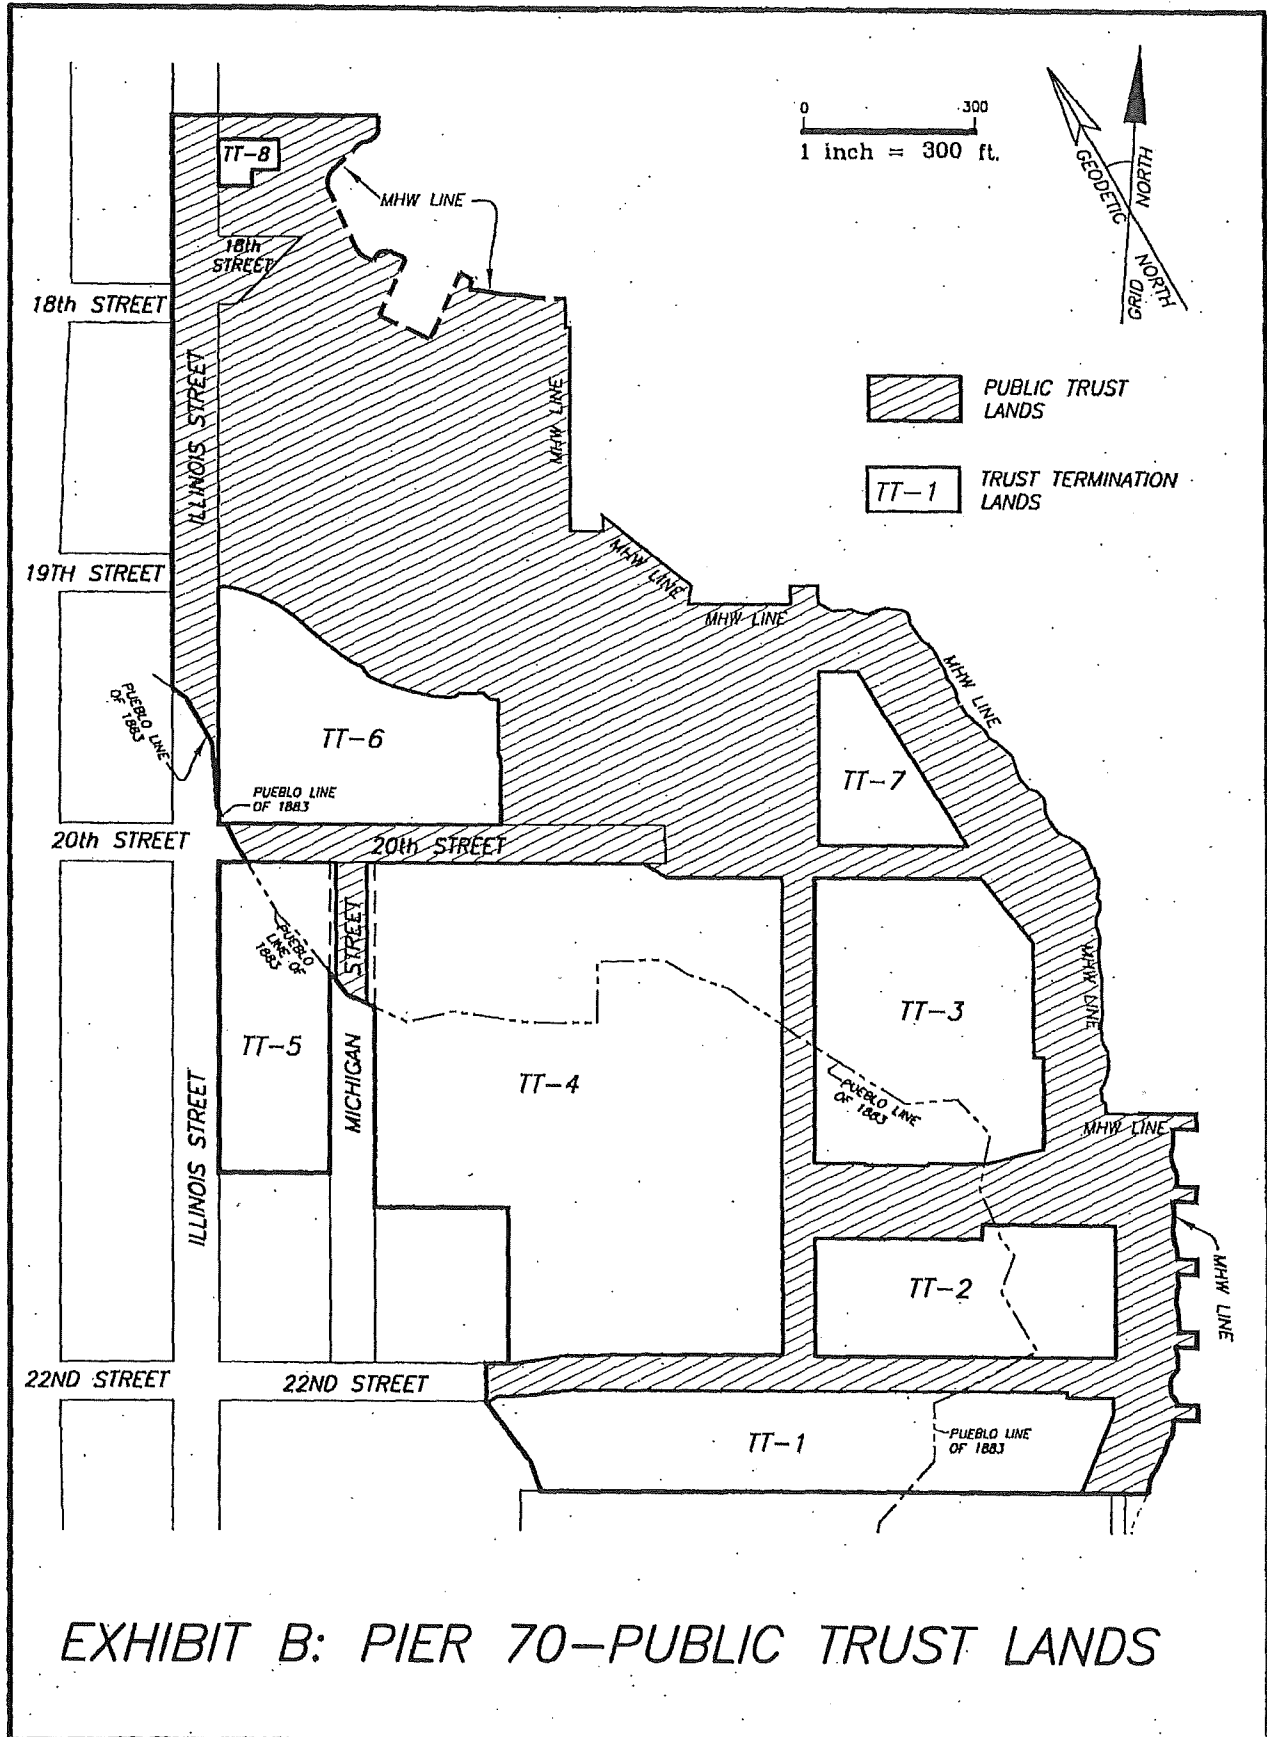 0 300
1 inch = 300 ft.
GEODETIC
NORTH
GRID
NORTH
TT-8
MHW LINE
18th
STREET
18th STREET
ILLINOIS STREET
MHW LINE
PUBLIC TRUST
LANDS
TT-1
TRUST TERMINATION
LANDS
19TH STREET
MHW LINE
MHW LINE
MHW LINE
PUEBLO LINE
OF 1883
TT-6
TT-7
PUEBLO LINE
OF 1883
20th STREET
20th STREET
STREET
PUEBLO
LINE OF
1883
MHW LINE
TT-3
TT-5
MICHIGAN
TT-4
PUEBLO LINE
OF 1883
MHW LINE
ILLINOIS STREET
TT-2
MHW LINE
22ND STREET
22ND STREET
TT-1
PUEBLO LINE
OF 1883
EXHIBIT B: PIER 70-PUBLIC TRUST LANDS